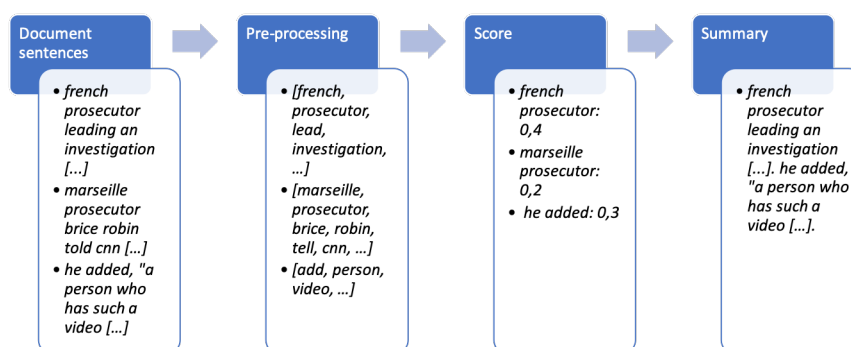 Document
sentences
• french
prosecutor
leading an
investigation
[...]
• marseille
prosecutor
brice robin
told cnn […]
• he added, "a
person who
has such a
video […]
Pre-processing
• [french,
prosecutor,
lead,
investigation,
…]
• [marseille,
prosecutor,
brice, robin,
tell, cnn, …]
• [add, person,
video, …]
Score
• french
prosecutor:
0,4
• marseille
prosecutor:
0,2
• he added: 0,3
Summary
• french
prosecutor
leading an
investigation
[...]. he added,
"a person who
has such a
video […].